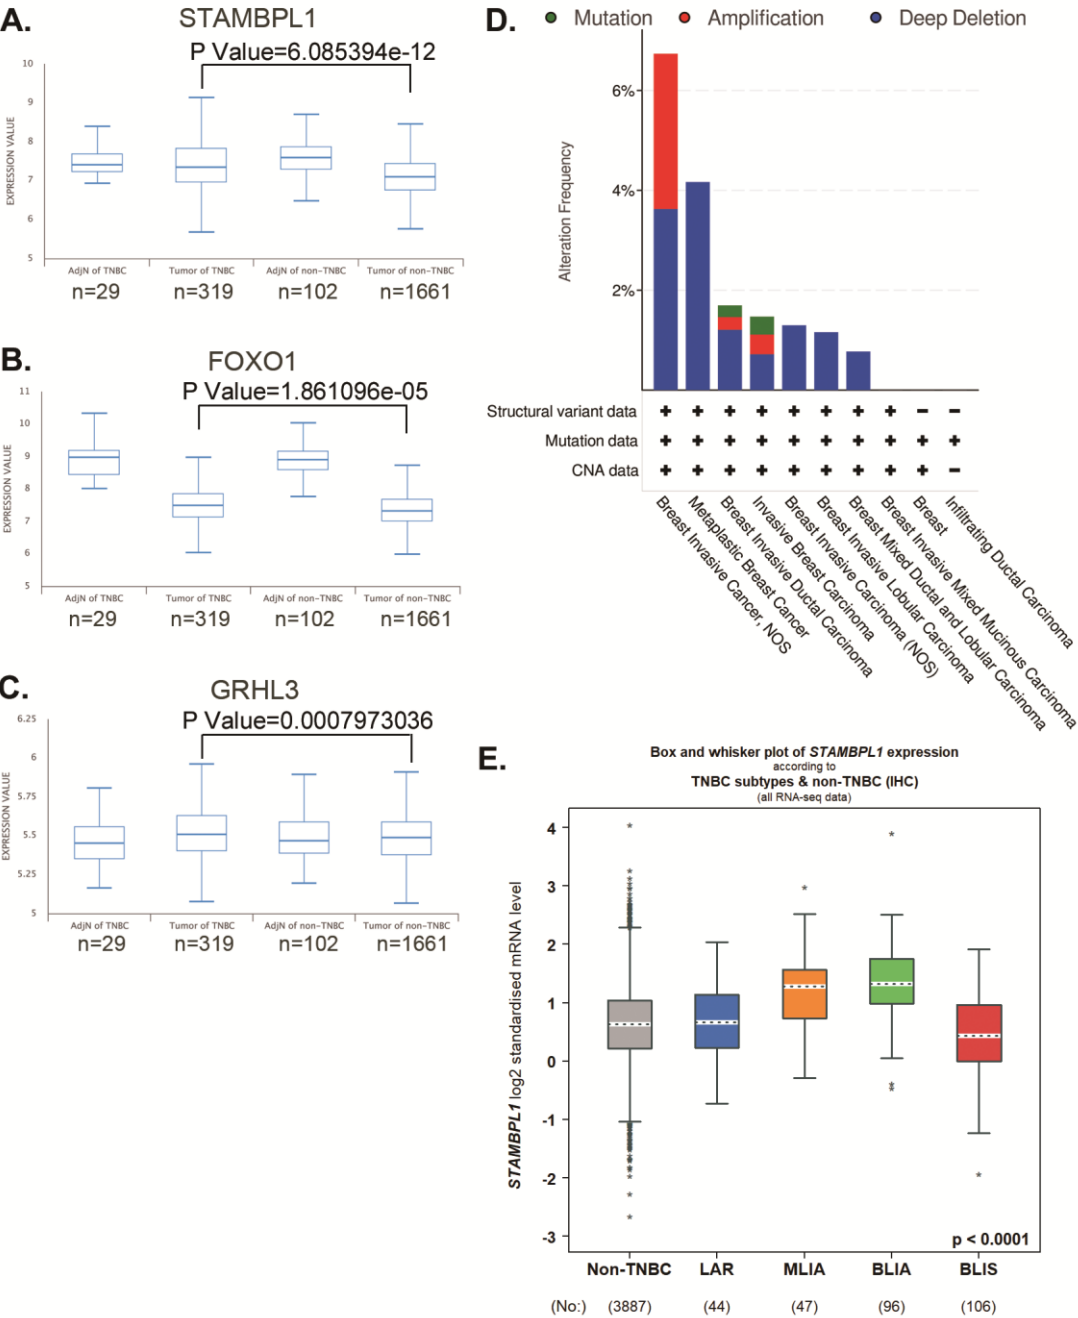 A.
STAMBPL1
P Value=6.085394e-12
EXPRESSION VALUE
10
9
8
7
6
5
AdjN of TNBC
Tumor of TNBC
AdjN of non-TNBC
Tumor of non-TNBC
n=29
n=319
n=102
n=1661
B.
FOXO1
P Value=1.861096e-05
EXPRESSION VALUE
11
10
9
8
7
6
5
AdjN of TNBC
Tumor of TNBC
AdjN of non-TNBC
Tumor of non-TNBC
n=29
n=319
n=102
n=1661
C.
GRHL3
P Value=0.0007973036
EXPRESSION VALUE
6.25
6
5.75
5.5
5.25
5
AdjN of TNBC
Tumor of TNBC
AdjN of non-TNBC
Tumor of non-TNBC
n=29
n=319
n=102
n=1661
D.
Mutation
Amplification
Deep Deletion
Alteration Frequency
6%
4%
2%
Structural variant data + + + + + + + + − −
Mutation data + + + + + + + + + +
CNA data + + + + + + + + + −
Breast Invasive Cancer, NOS
Metaplastic Breast Cancer
Breast Invasive Ductal Carcinoma
Invasive Breast Carcinoma
Breast Invasive Carcinoma (NOS)
Breast Invasive Lobular Carcinoma
Breast Mixed Ductal and Lobular Carcinoma
Breast Invasive Mixed Mucinous Carcinoma
Breast
Infiltrating Ductal Carcinoma
E.
Box and whisker plot of STAMBPL1 expression
according to
TNBC subtypes & non-TNBC (IHC)
(all RNA-seq data)
STAMBPL1 log2 standardised mRNA level
4
3
2
1
0
-1
-2
-3
p < 0.0001
Non-TNBC
LAR
MLIA
BLIA
BLIS
(No:)
(3887)
(44)
(47)
(96)
(106)